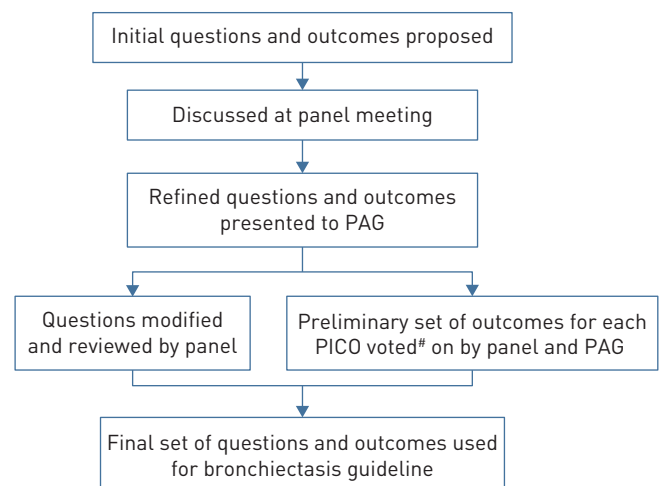 Initial questions and outcomes proposed
Discussed at panel meeting
Refined questions and outcomes
presented to PAG
Questions modified
and reviewed by panel
Preliminary set of outcomes for each
PICO voted# on by panel and PAG
Final set of questions and outcomes used
for bronchiectasis guideline